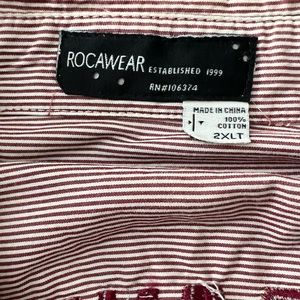 ROCAWEAR ESTABLISHED 1999
RN#106374
MADE IN CHINA
100%
COTTON
2XLT